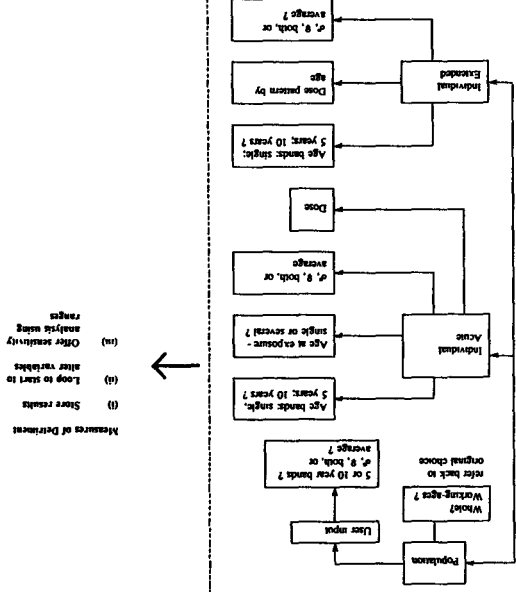 Population
User input
Whole?
Working-ages ?
refer back to
original choice
5 or 10 year bands ?
♂, ♀, both, or
average ?
Individual
Acute
Age bands: single,
5 years; 10 years ?
Age at exposure -
single or several ?
♂, ♀, both, or
average
Dose
Individual
Extended
Age bands: single;
5 years; 10 years ?
Dose pattern by
age
♂, ♀, both, or
average ?
Measures of Detriment
(i) Store results
(ii) Loop to start to
alter variables
(iii) Offer sensitivity
analysis using
ranges